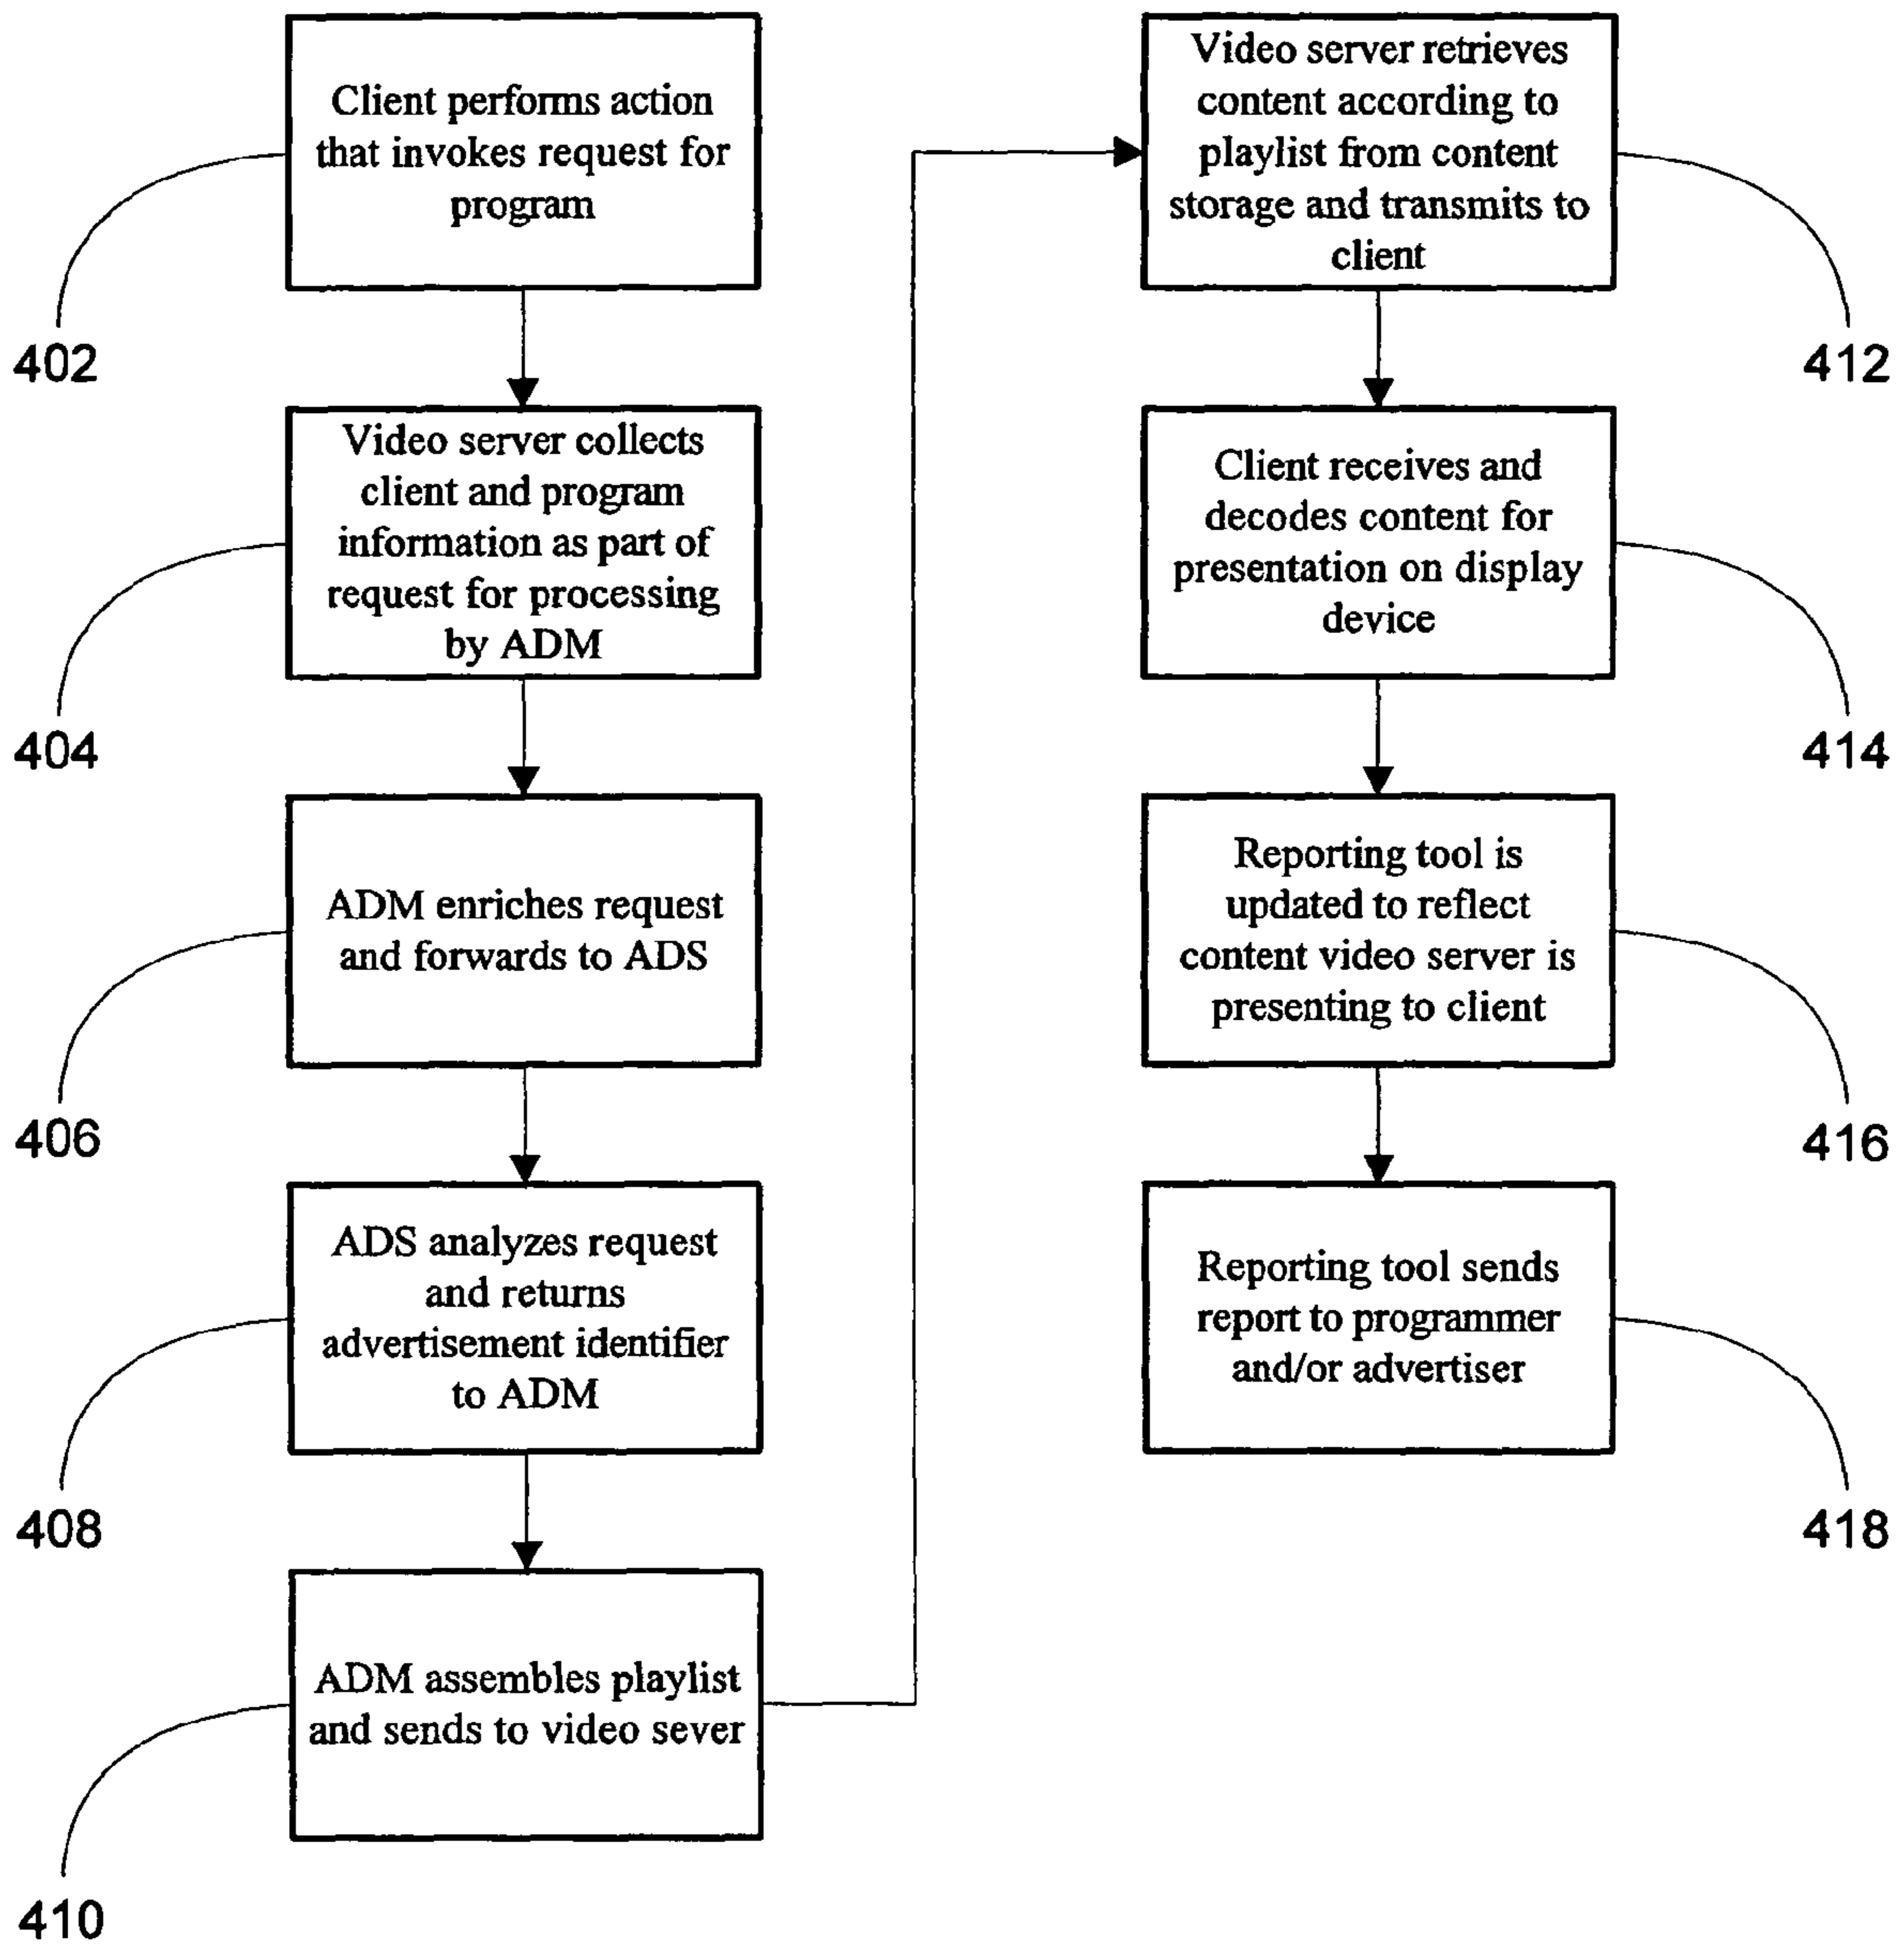 Client performs action
that invokes request for
program
402
Video server collects
client and program
information as part of
request for processing
by ADM
404
ADM enriches request
and forwards to ADS
406
ADS analyzes request
and returns
advertisement identifier
to ADM
408
ADM assembles playlist
and sends to video sever
410
Video server retrieves
content according to
playlist from content
storage and transmits to
client
412
Client receives and
decodes content for
presentation on display
device
414
Reporting tool is
updated to reflect
content video server is
presenting to client
416
Reporting tool sends
report to programmer
and/or advertiser
418